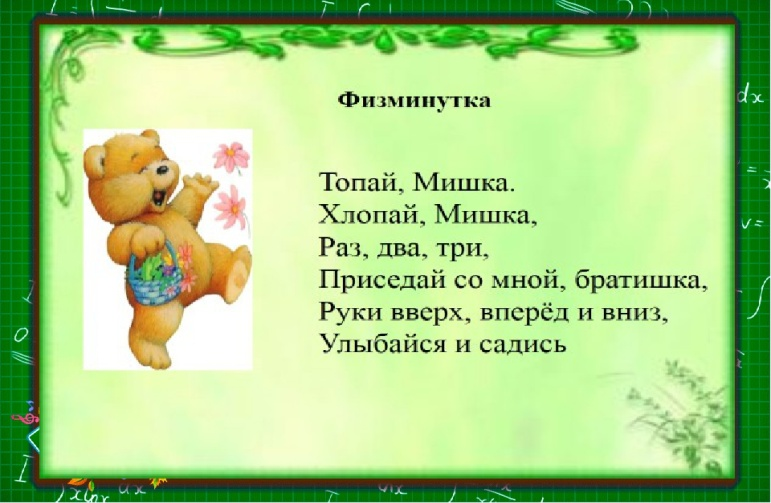 Физминутка
Топай, Мишка.
Хлопай, Мишка,
Раз, два, три,
Приседай со мной, братишка,
Руки вверх, вперёд и вниз,
Улыбайся и садись